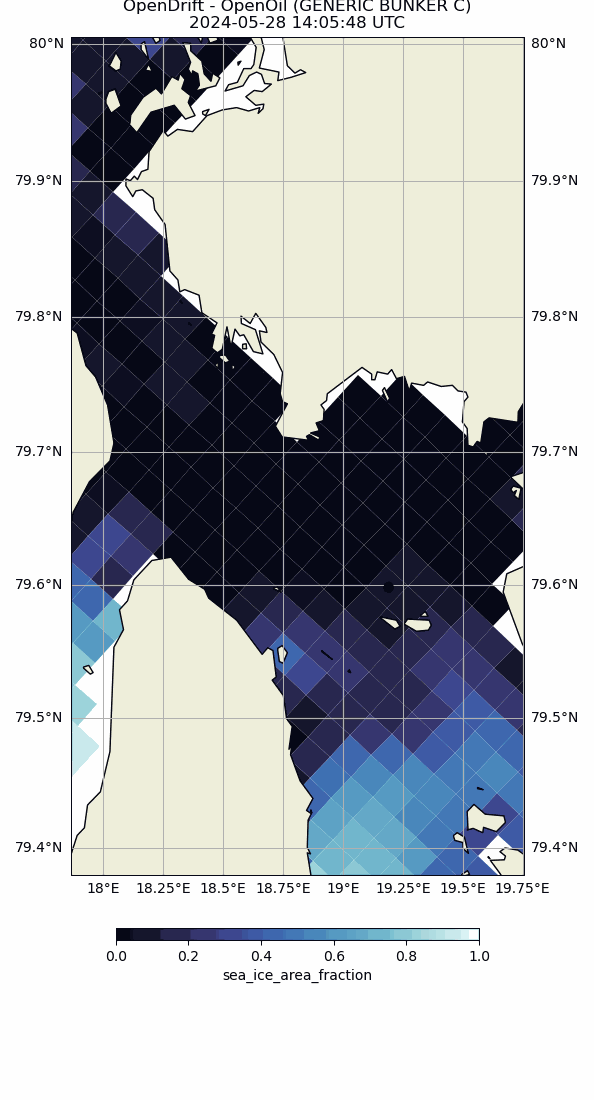 OpenDrift - OpenOil (GENERIC BUNKER C)
2024-05-28 14:05:48 UTC
80°N 80°N
79.9°N 79.9°N
79.8°N 79.8°N
79.7°N 79.7°N
79.6°N 79.6°N
79.5°N 79.5°N
79.4°N 79.4°N
18°E 18.25°E 18.5°E 18.75°E 19°E 19.25°E 19.5°E 19.75°E
0.0 0.2 0.4 0.6 0.8 1.0
sea_ice_area_fraction